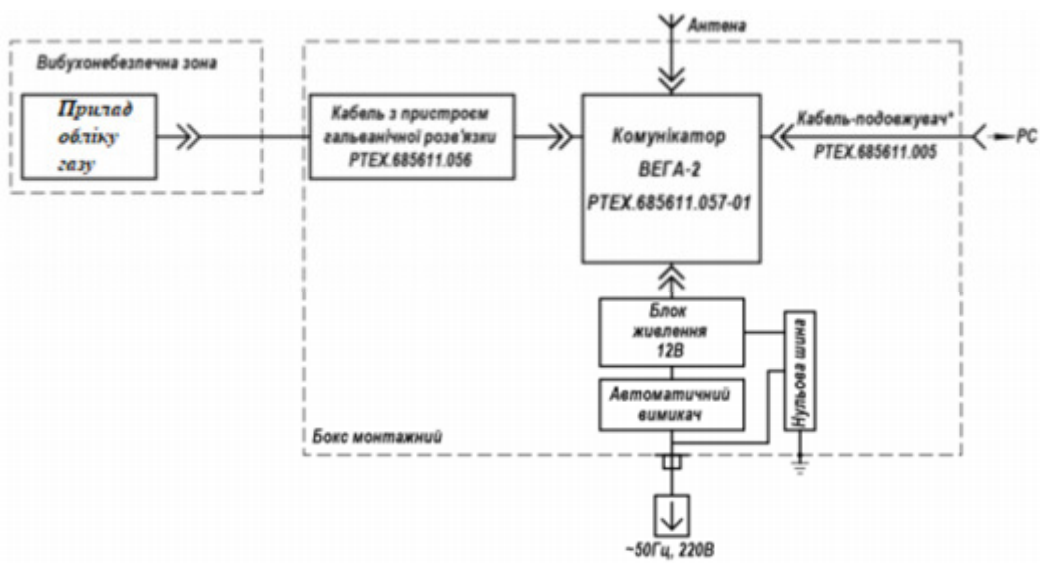 Антена
Вибухонебезпечна зона
Прилад
обліку
газу
Кабель з пристроєм
гальванічної розв'язки
РТЕХ.685611.056
Комунікатор
ВЕГА-2
РТЕХ.685611.057-01
Кабель-подовжувач*
РТЕХ.685611.005
РС
Блок
живлення
12В
Автоматичний
вимикач
Нульова шина
Бокс монтажний
~50Гц, 220В